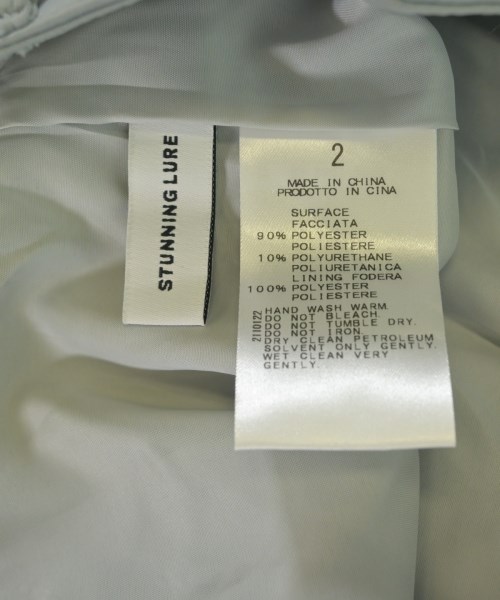 STUNNING LURE
2
MADE IN CHINA
PRODOTTO IN CINA
SURFACE
FACCIATA
90% POLYESTER
POLIESTERE
10% POLYURETHANE
POLIURETANICA
LINING FODERA
100% POLYESTER
POLIESTERE
2110122
HAND WASH WARM.
DO NOT BLEACH.
DO NOT TUMBLE DRY.
DO NOT IRON.
DRY CLEAN PETROLEUM
SOLVENT ONLY GENTLY.
WET CLEAN VERY
GENTLY.